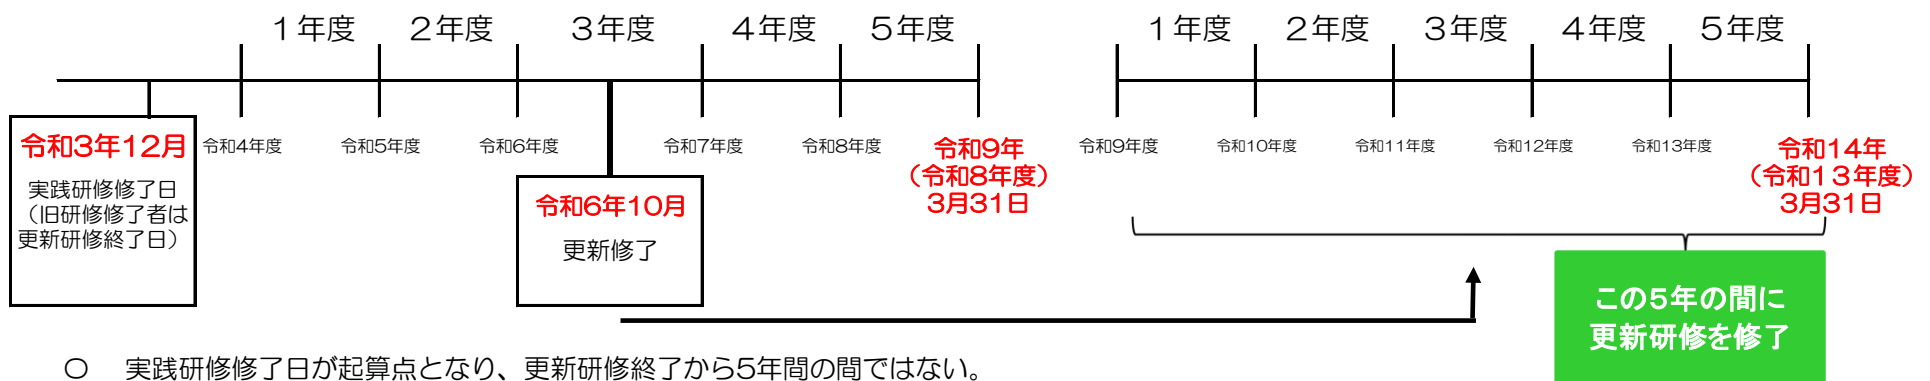 １年度 ２年度 ３年度 ４年度 ５年度 １年度 ２年度 ３年度 ４年度 ５年度
令和3年12月
実践研修修了日
（旧研修修了者は
更新研修終了日）
令和4年度 令和5年度 令和6年度 令和7年度 令和8年度
令和9年
（令和8年度）
3月31日
令和6年10月
更新修了
令和9年度 令和10年度 令和11年度 令和12年度 令和13年度
令和14年
（令和１３年度）
3月31日
この５年の間に
更新研修を修了
○　実践研修修了日が起算点となり、更新研修終了から5年間の間ではない。